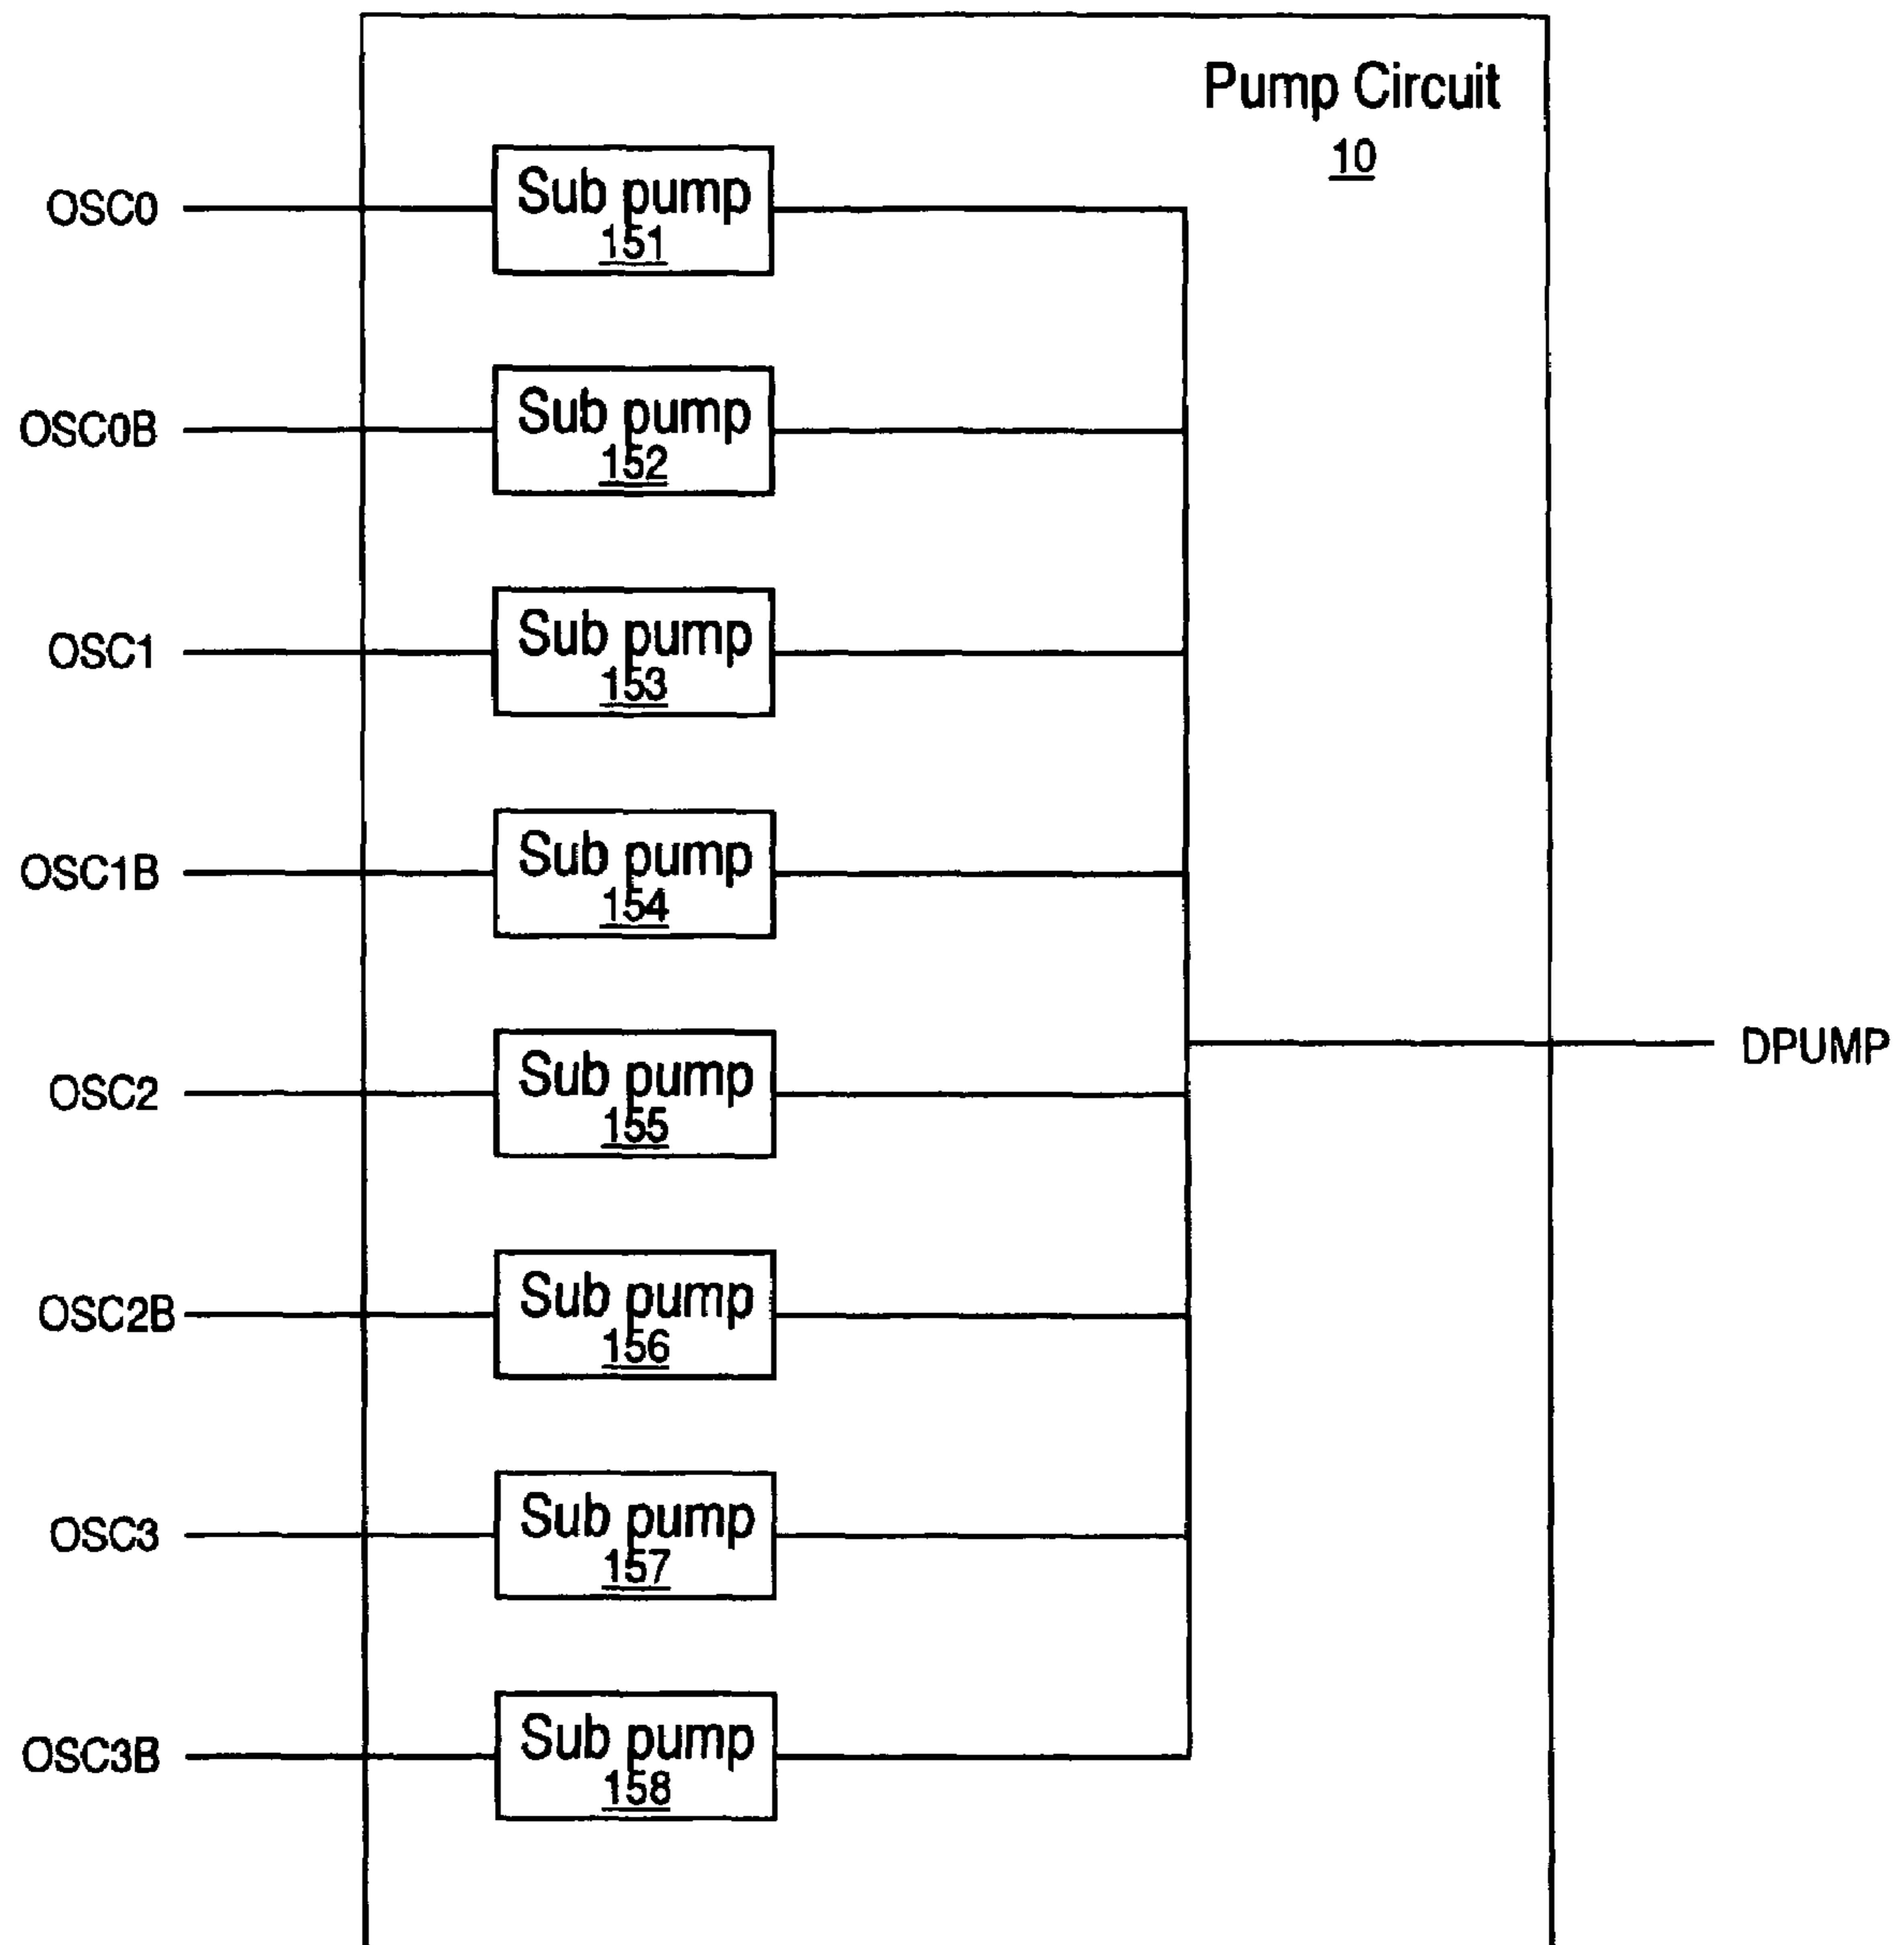 Pump Circuit
10
OSC0
Sub pump
151
OSC0B
Sub pump
152
OSC1
Sub pump
153
OSC1B
Sub pump
154
OSC2
Sub pump
155
DPUMP
OSC2B
Sub pump
156
OSC3
Sub pump
157
OSC3B
Sub pump
158